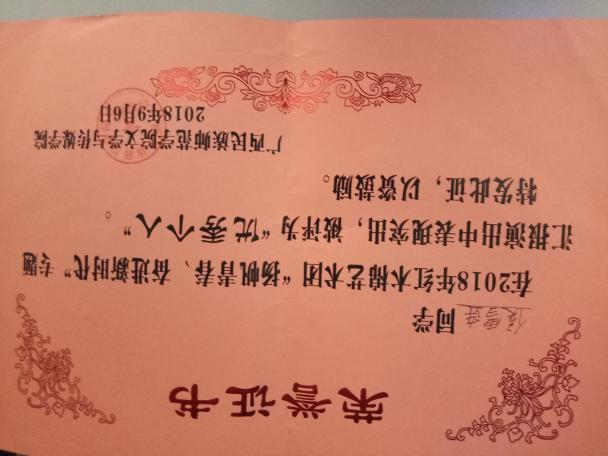 荣誉证书
同学
在2018年红木棉艺术团“扬帆青春、奋进新时代”专题
汇报演出中表现突出，被评为“优秀个人”。
特发此证，以资鼓励。
广西民族师范学院文学与传媒学院
2018年9月6日